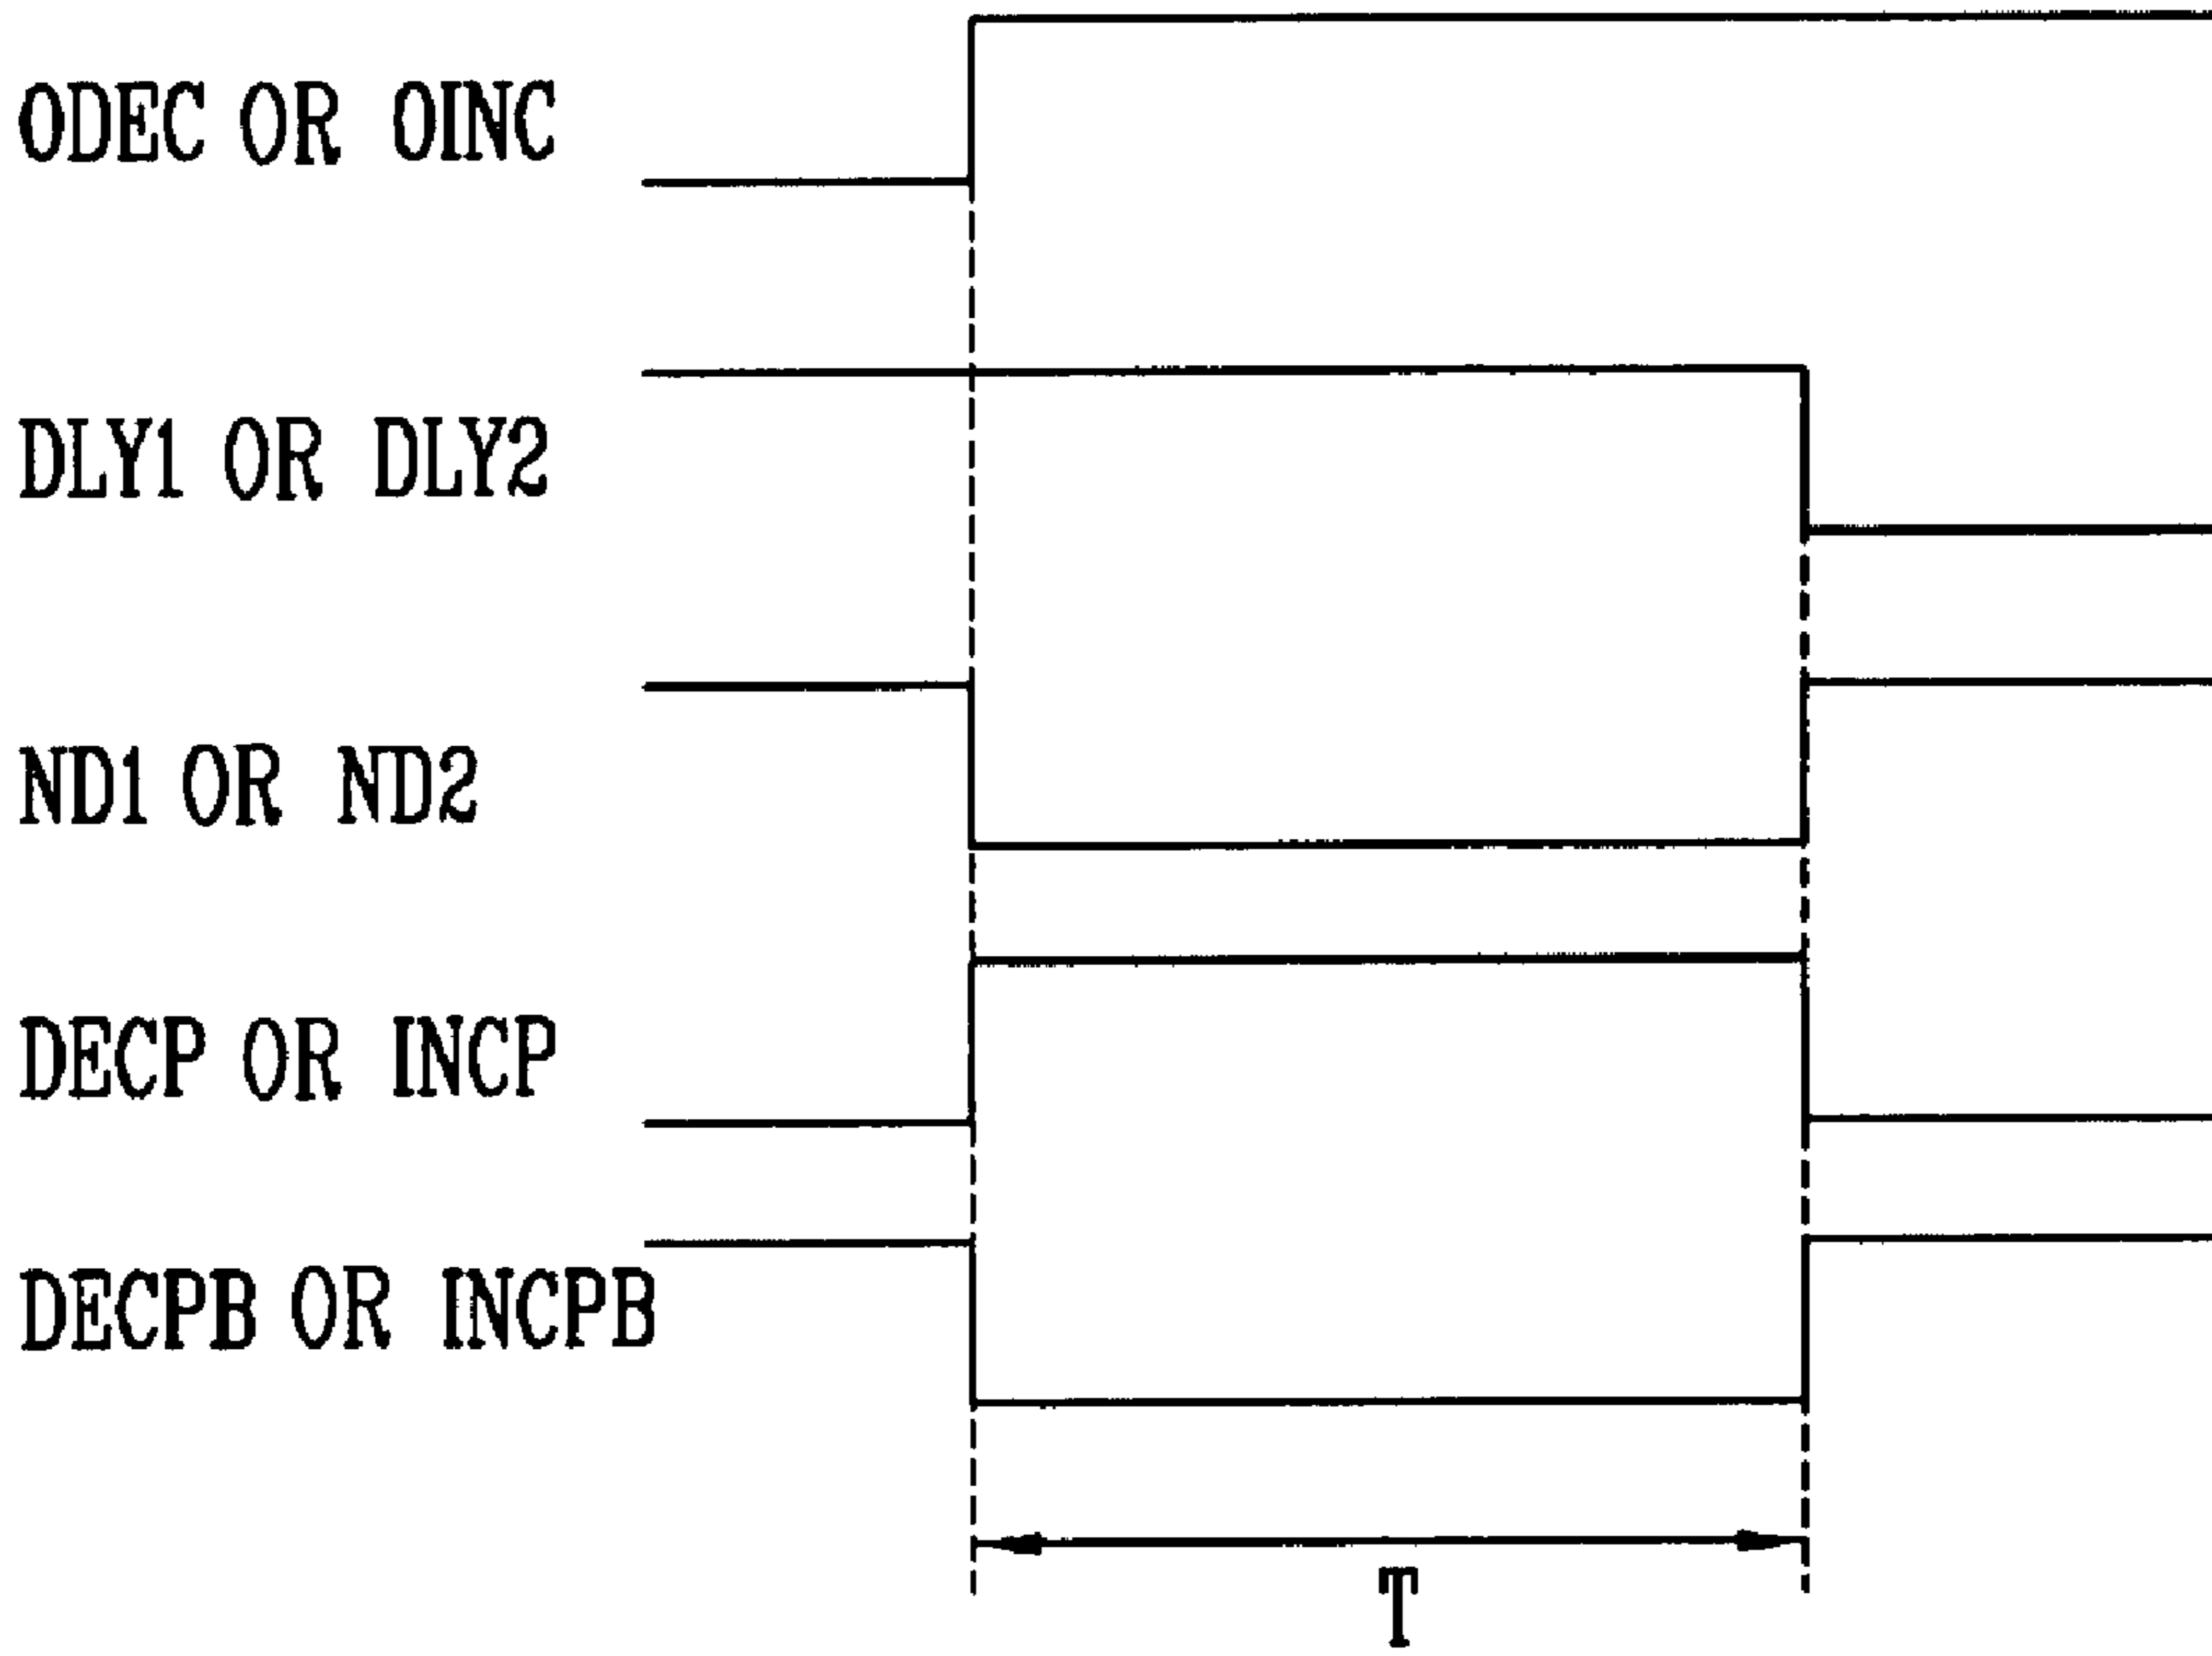 ODEC OR OINC
DLY1 OR DLY2
ND1 OR ND2
DECP OR INCP
DECPB OR INCPB
T